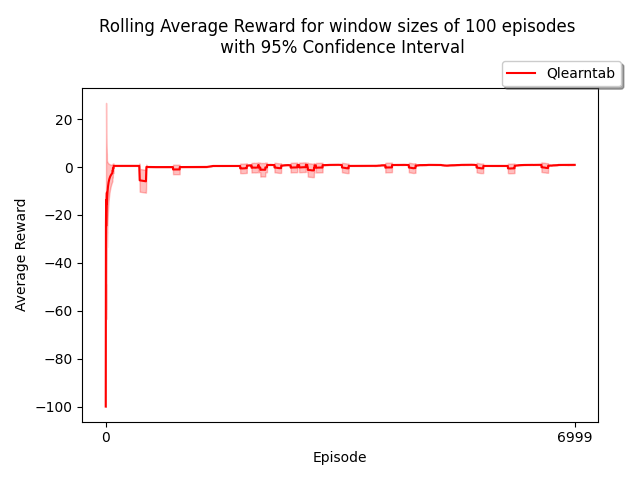 Rolling Average Reward for window sizes of 100 episodes
with 95% Confidence Interval
Qlearntab
20
0
−20
−40
−60
−80
−100
Average Reward
0
6999
Episode